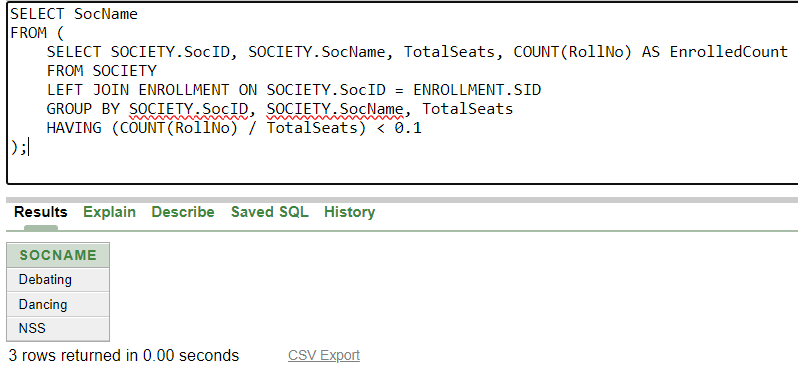 SELECT SocName
FROM (
    SELECT SOCIETY.SocID, SOCIETY.SocName, TotalSeats, COUNT(RollNo) AS EnrolledCount
    FROM SOCIETY
    LEFT JOIN ENROLLMENT ON SOCIETY.SocID = ENROLLMENT.SID
    GROUP BY SOCIETY.SocID, SOCIETY.SocName, TotalSeats
    HAVING (COUNT(RollNo) / TotalSeats) < 0.1
);
Results Explain Describe Saved SQL History
SOCNAME
Debating
Dancing
NSS
3 rows returned in 0.00 seconds CSV Export